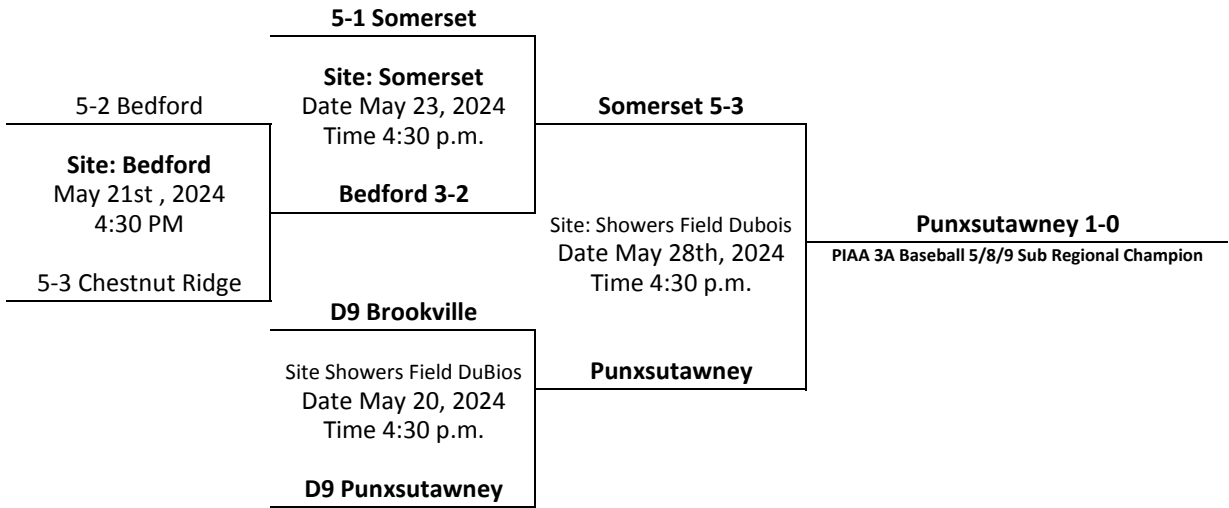 5-1 Somerset
Site: Somerset
Date May 23, 2024
Time 4:30 p.m.
5-2 Bedford
Site: Bedford
May 21st , 2024
4:30 PM
5-3 Chestnut Ridge
Bedford 3-2
Somerset 5-3
Site: Showers Field Dubois
Date May 28th, 2024
Time 4:30 p.m.
Punxsutawney 1-0
PIAA 3A Baseball 5/8/9 Sub Regional Champion
D9 Brookville
Site Showers Field DuBios
Date May 20, 2024
Time 4:30 p.m.
D9 Punxsutawney
Punxsutawney